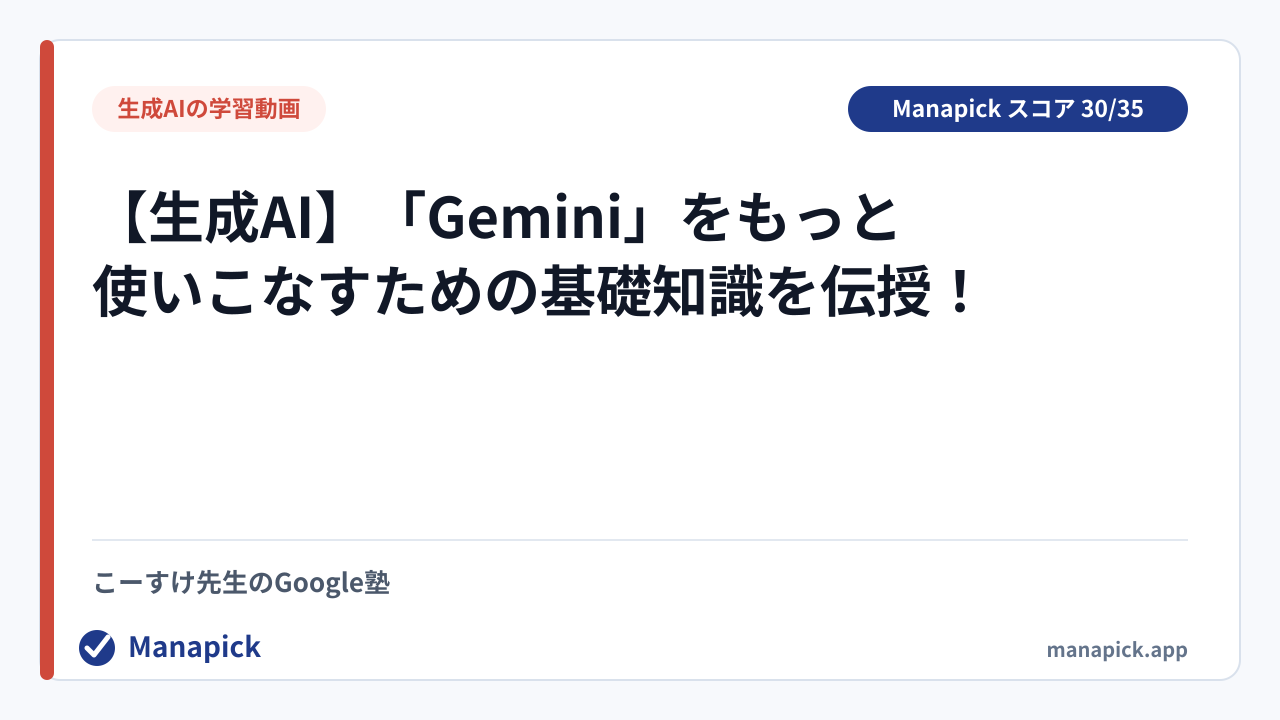 生成AIの学習動画
Manapick スコア 30/35
【生成AI】「Gemini」をもっと
使いこなすための基礎知識を伝授！
こーすけ先生のGoogle塾
Manapick
manapick.app